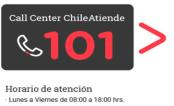 Call Center ChileAtiende
101
Horario de atención
· Lunes a Viernes de 08:00 a 18:00 hrs.